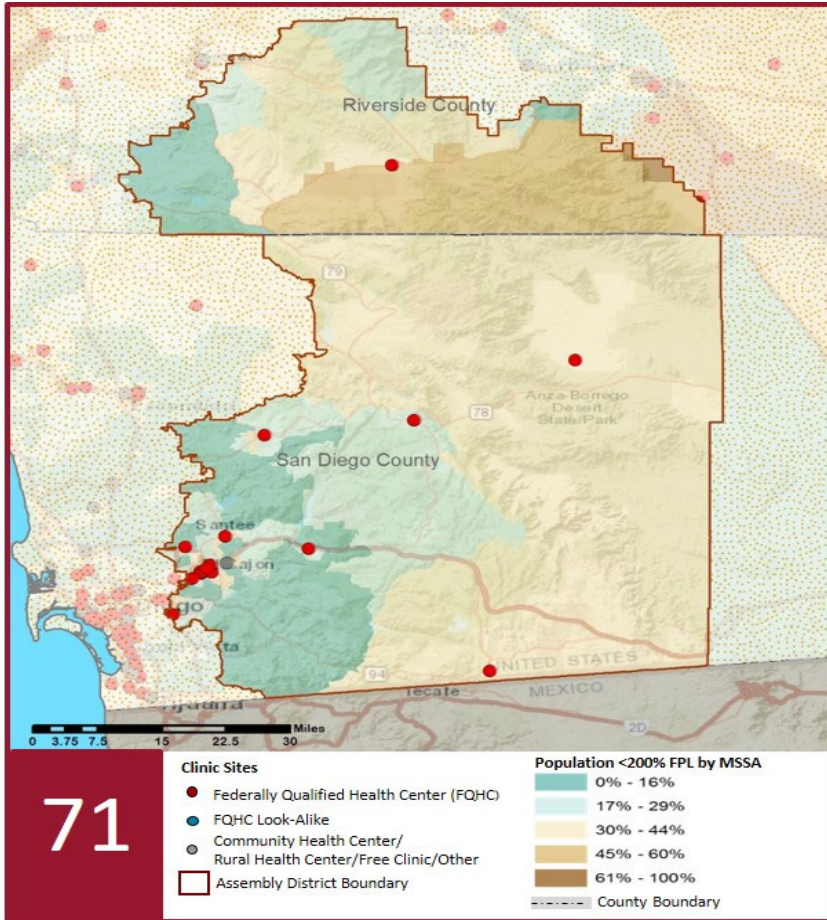 Riverside County
79
Anza-Borrego
Desert
State Park
78
San Diego County
Santee
Cajon
94
UNITED STATES
Tecate
MEXICO
Tijuana
2D
Miles
0 3.75 7.5 15 22.5 30
71
Clinic Sites
Federally Qualified Health Center (FQHC)
FQHC Look-Alike
Community Health Center/
Rural Health Center/Free Clinic/Other
Assembly District Boundary
Population <200% FPL by MSSA
0% - 16%
17% - 29%
30% - 44%
45% - 60%
61% - 100%
County Boundary